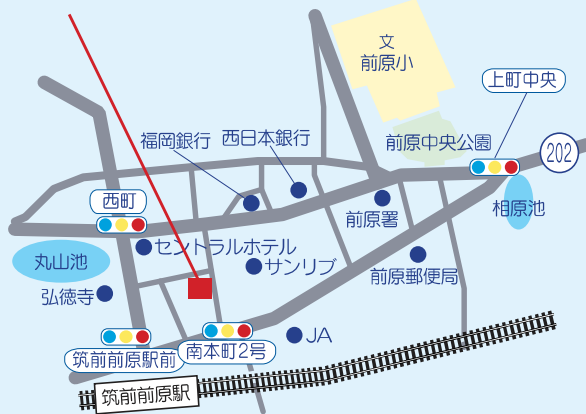 文
前原小
上町中央
202
前原中央公園
西日本銀行
福岡銀行
西町
前原署
相原池
セントラルホテル
丸山池
サンリブ
前原郵便局
弘徳寺
JA
南本町2号
筑前前原駅前
筑前前原駅